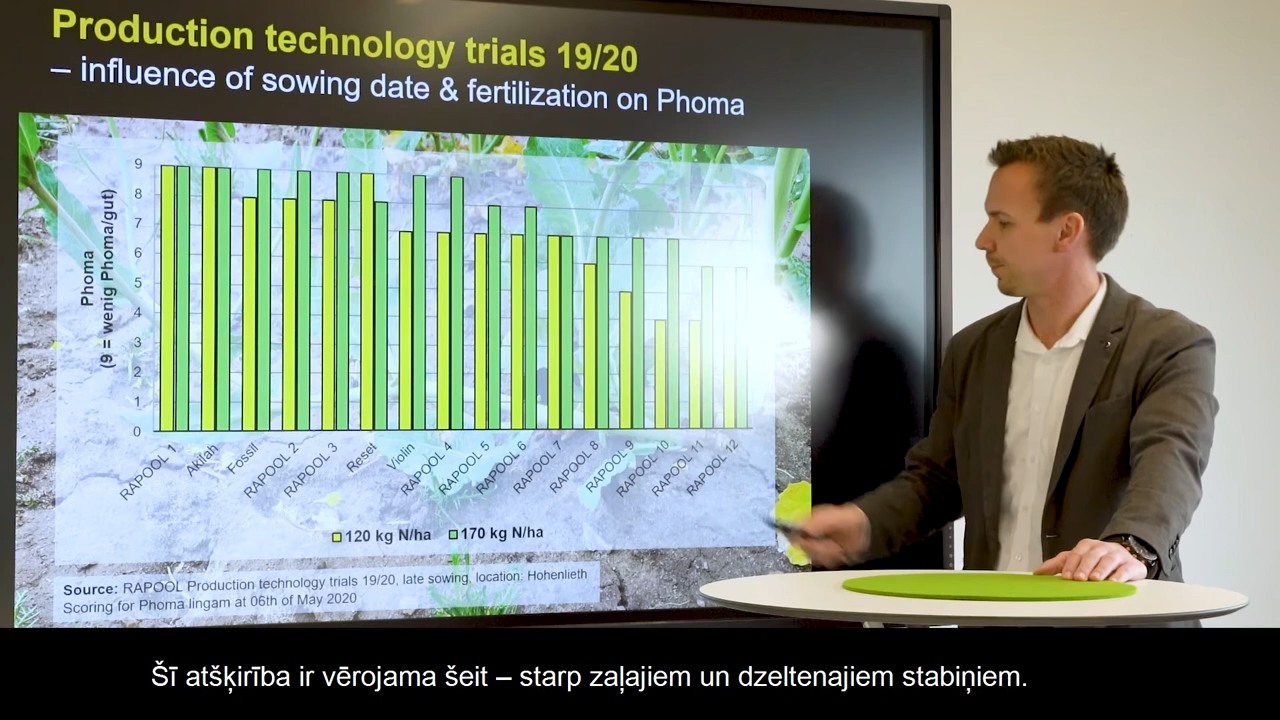 Production technology trials 19/20
– influence of sowing date & fertilization on Phoma
Phoma
(9 = wenig Phoma/gut)
9
8
7
6
5
4
3
2
1
0
RAPOOL 1
Akilah
Fossil
RAPOOL 2
RAPOOL 3
Reset
Violin
RAPOOL 4
RAPOOL 5
RAPOOL 6
RAPOOL 7
RAPOOL 8
RAPOOL 9
RAPOOL 10
RAPOOL 11
RAPOOL 12
120 kg N/ha 170 kg N/ha
Source: RAPOOL Production technology trials 19/20, late sowing, location: Hohenlieth
Scoring for Phoma lingam at 06th of May 2020
Šī atšķirība ir vērojama šeit – starp zaļajiem un dzeltenajiem stabiņiem.